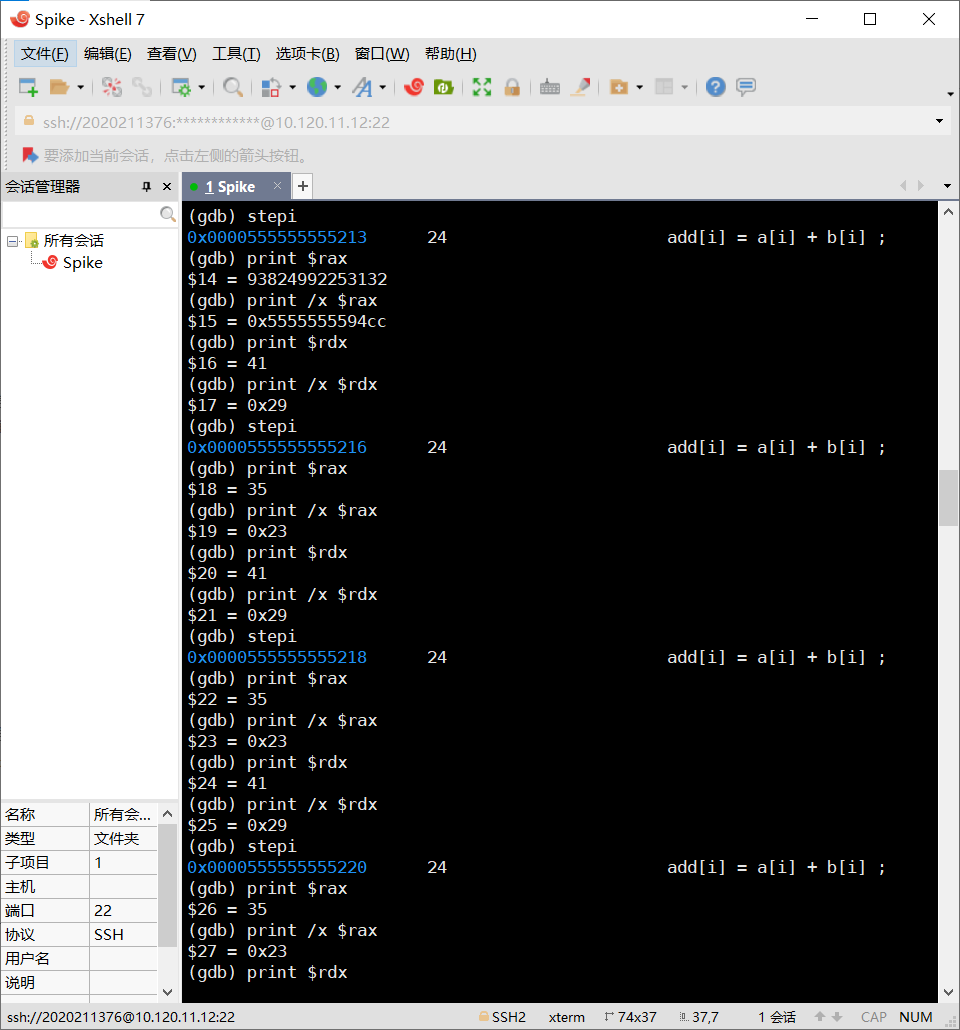 Spike - Xshell 7
文件(F) 编辑(E) 查看(V) 工具(T) 选项卡(B) 窗口(W) 帮助(H)
ssh://2020211376:************@10.120.11.12:22
要添加当前会话，点击左侧的箭头按钮。
会话管理器
所有会话
Spike
名称 所有会...
类型 文件夹
子项目 1
主机
端口 22
协议 SSH
用户名
说明
1 Spike
(gdb) stepi
0x0000555555555213 24 add[i] = a[i] + b[i] ;
(gdb) print $rax
$14 = 93824992253132
(gdb) print /x $rax
$15 = 0x5555555594cc
(gdb) print $rdx
$16 = 41
(gdb) print /x $rdx
$17 = 0x29
(gdb) stepi
0x0000555555555216 24 add[i] = a[i] + b[i] ;
(gdb) print $rax
$18 = 35
(gdb) print /x $rax
$19 = 0x23
(gdb) print $rdx
$20 = 41
(gdb) print /x $rdx
$21 = 0x29
(gdb) stepi
0x0000555555555218 24 add[i] = a[i] + b[i] ;
(gdb) print $rax
$22 = 35
(gdb) print /x $rax
$23 = 0x23
(gdb) print $rdx
$24 = 41
(gdb) print /x $rdx
$25 = 0x29
(gdb) stepi
0x0000555555555220 24 add[i] = a[i] + b[i] ;
(gdb) print $rax
$26 = 35
(gdb) print /x $rax
$27 = 0x23
(gdb) print $rdx
ssh://2020211376@10.120.11.12:22 SSH2 xterm 74x37 37,7 1 会话 CAP NUM